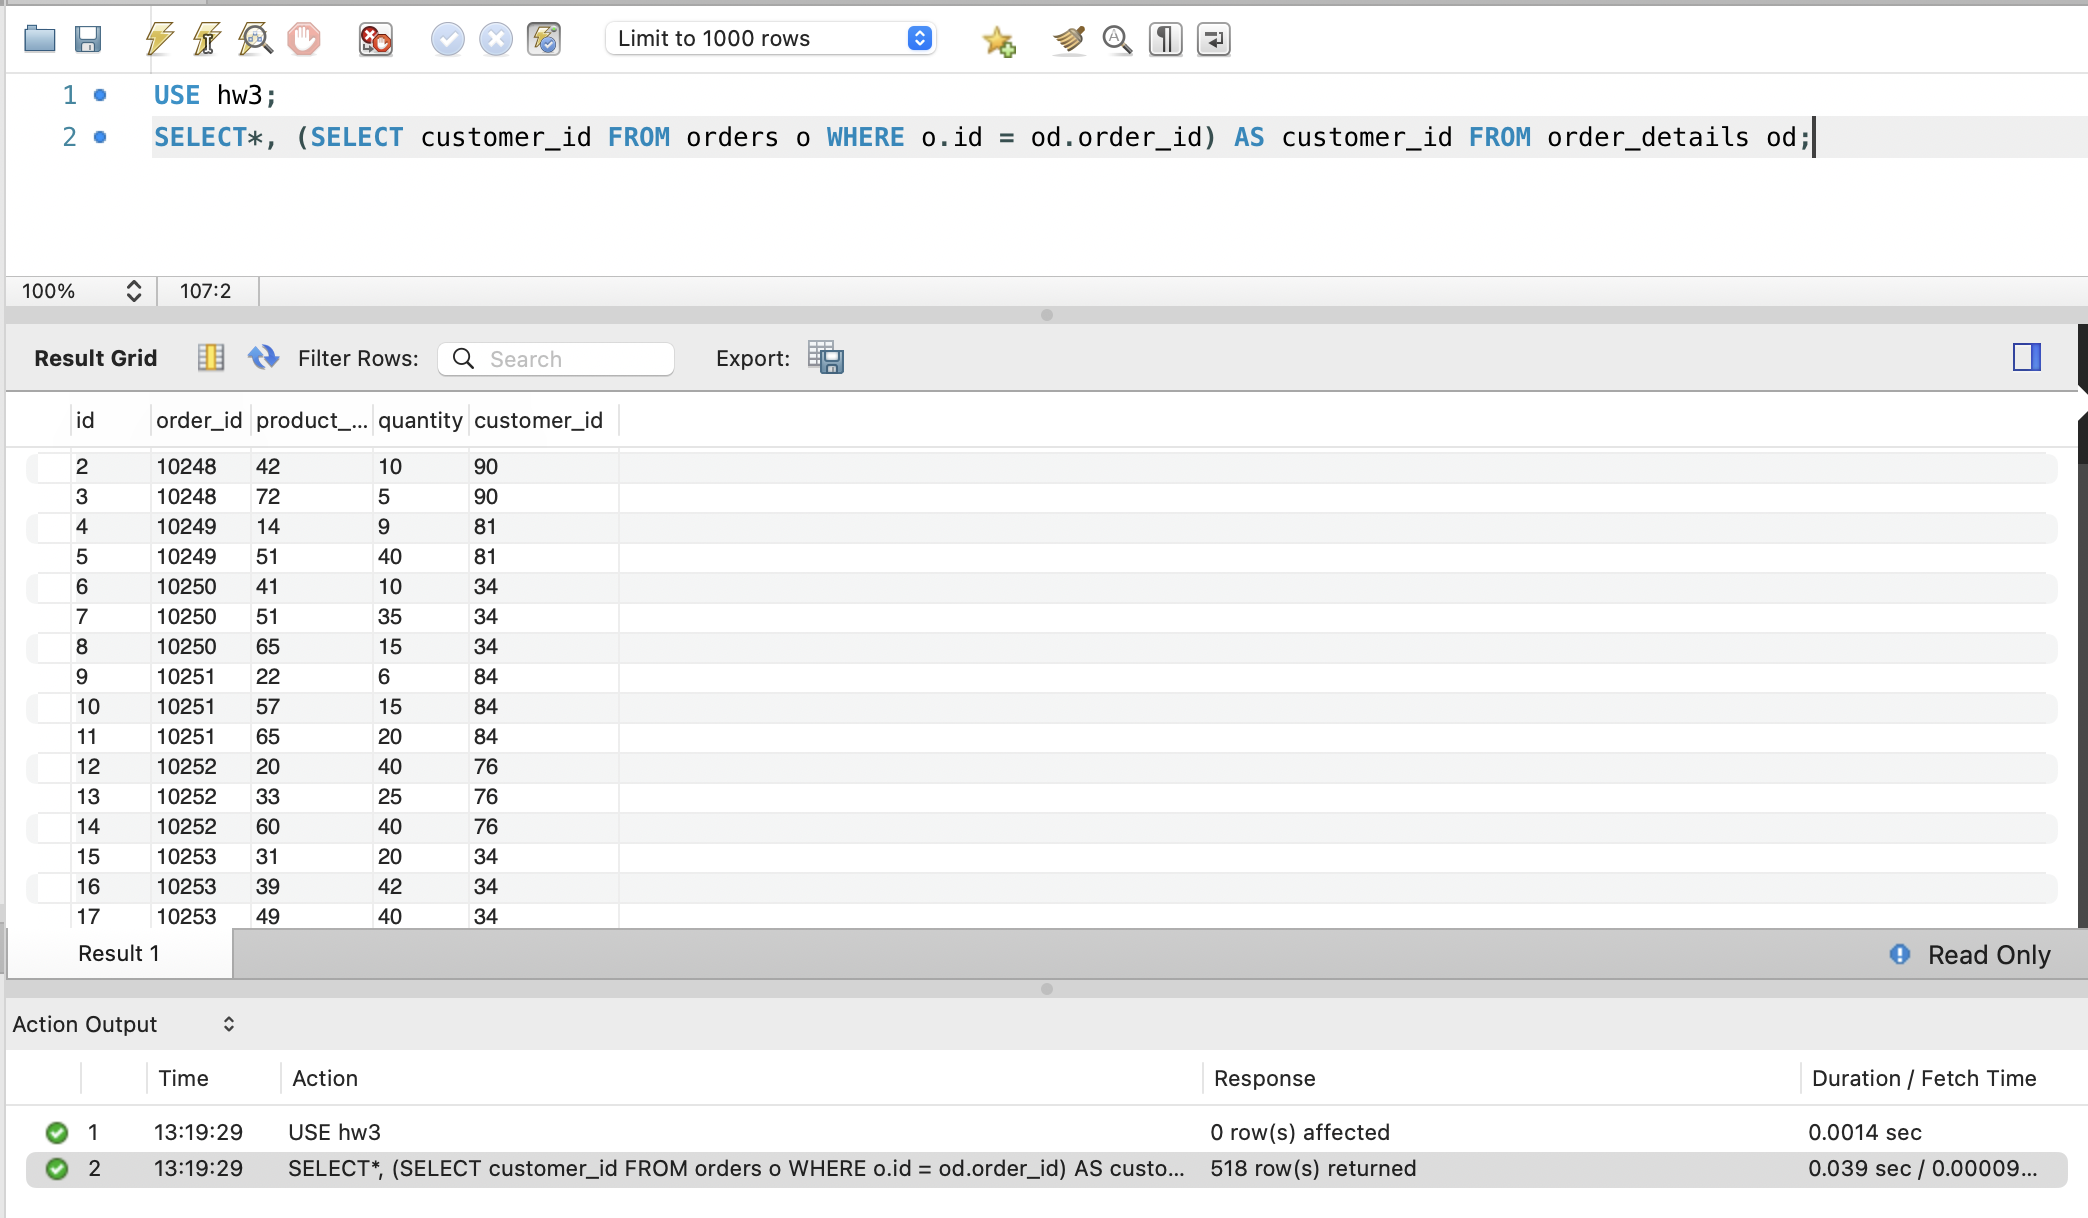 Limit to 1000 rows
1 USE hw3;
2 SELECT*, (SELECT customer_id FROM orders o WHERE o.id = od.order_id) AS customer_id FROM order_details od;
100% 107:2
Result Grid Filter Rows: Search Export:
id order_id product_... quantity customer_id
2 10248 42 10 90
3 10248 72 5 90
4 10249 14 9 81
5 10249 51 40 81
6 10250 41 10 34
7 10250 51 35 34
8 10250 65 15 34
9 10251 22 6 84
10 10251 57 15 84
11 10251 65 20 84
12 10252 20 40 76
13 10252 33 25 76
14 10252 60 40 76
15 10253 31 20 34
16 10253 39 42 34
17 10253 49 40 34
Result 1 Read Only
Action Output
Time Action Response Duration / Fetch Time
1 13:19:29 USE hw3 0 row(s) affected 0.0014 sec
2 13:19:29 SELECT*, (SELECT customer_id FROM orders o WHERE o.id = od.order_id) AS custo... 518 row(s) returned 0.039 sec / 0.00009...